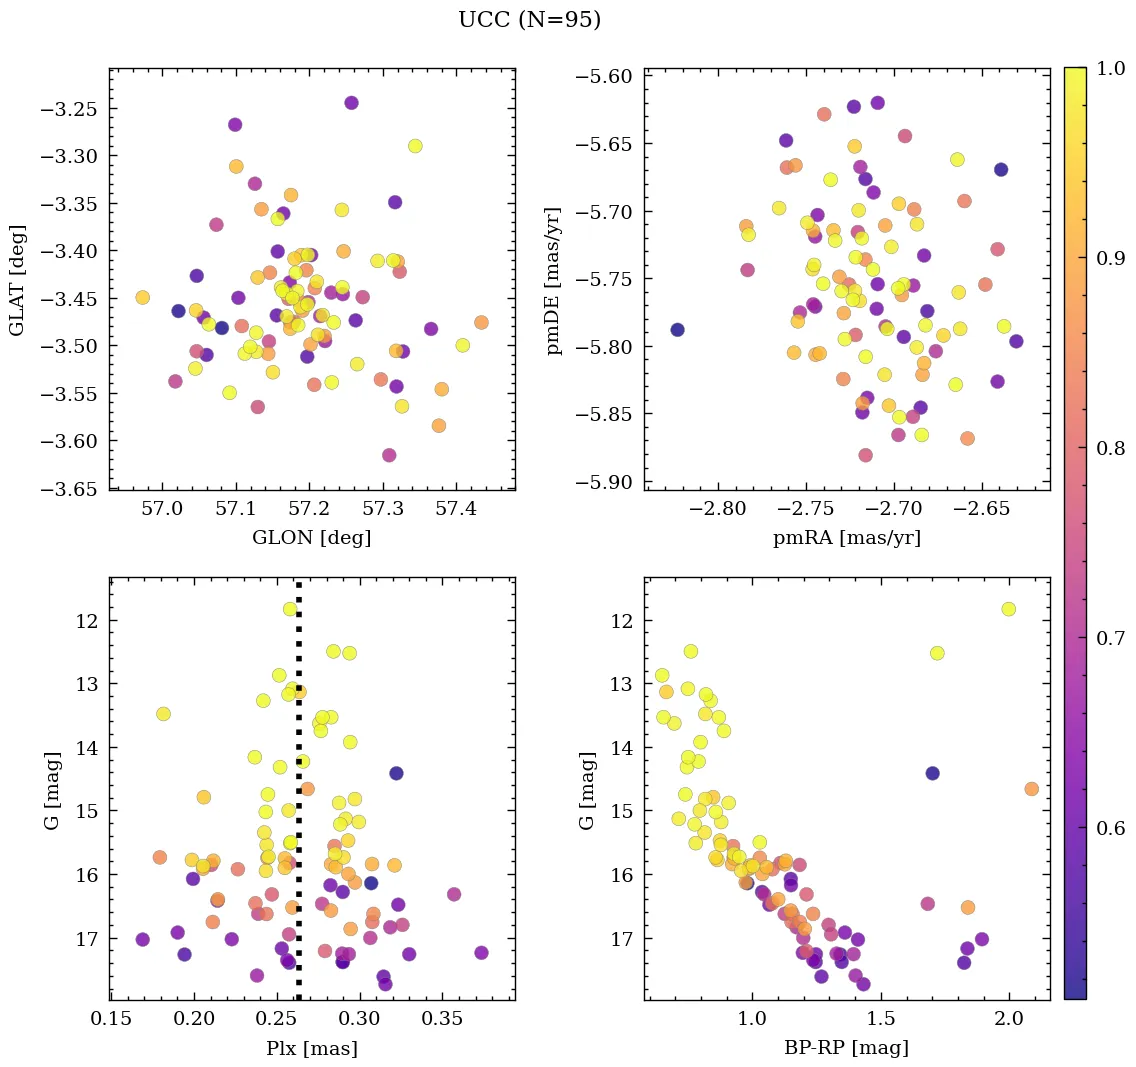 UCC (N=95)
−3.25
−3.30
−3.35
−3.40
−3.45
−3.50
−3.55
−3.60
−3.65
GLAT [deg]
57.0 57.1 57.2 57.3 57.4
GLON [deg]
−5.60
−5.65
−5.70
−5.75
−5.80
−5.85
−5.90
pmDE [mas/yr]
−2.80 −2.75 −2.70 −2.65
pmRA [mas/yr]
12
13
14
15
16
17
G [mag]
0.15 0.20 0.25 0.30 0.35
Plx [mas]
12
13
14
15
16
17
G [mag]
1.0 1.5 2.0
BP-RP [mag]
1.0
0.9
0.8
0.7
0.6